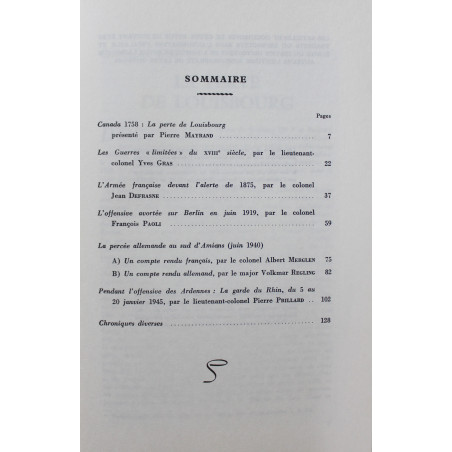 SOMMAIRE
Pages
Canada 1758 : La perte de Louisbourg
présenté par Pierre MAYRAND 7
Les Guerres « limitées » du XVIIIe siècle, par le lieutenant-
colonel Yves GRAS 22
L'Armée française devant l'alerte de 1875, par le colonel
Jean DEFRASNE 37
L'offensive avortée sur Berlin en juin 1919, par le colonel
François PAOLI 59
La percée allemande au sud d'Amiens (juin 1940)
A) Un compte rendu français, par le colonel Albert MERGLEN 75
B) Un compte rendu allemand, par le major Volkmar REGLING 82
Pendant l'offensive des Ardennes : La garde du Rhin, du 5 au
20 janvier 1945, par le lieutenant-colonel Pierre PRILLARD 102
Chroniques diverses 128